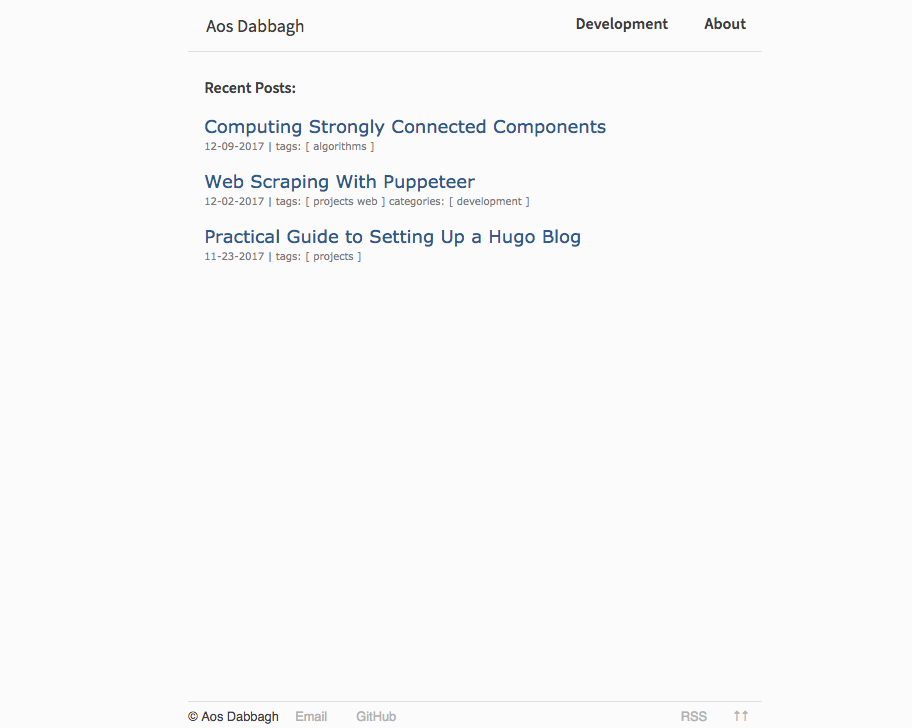 Aos Dabbagh Development About
Recent Posts:
Computing Strongly Connected Components
12-09-2017 | tags: [ algorithms ]
Web Scraping With Puppeteer
12-02-2017 | tags: [ projects web ] categories: [ development ]
Practical Guide to Setting Up a Hugo Blog
11-23-2017 | tags: [ projects ]
© Aos Dabbagh Email GitHub RSS ↑↑